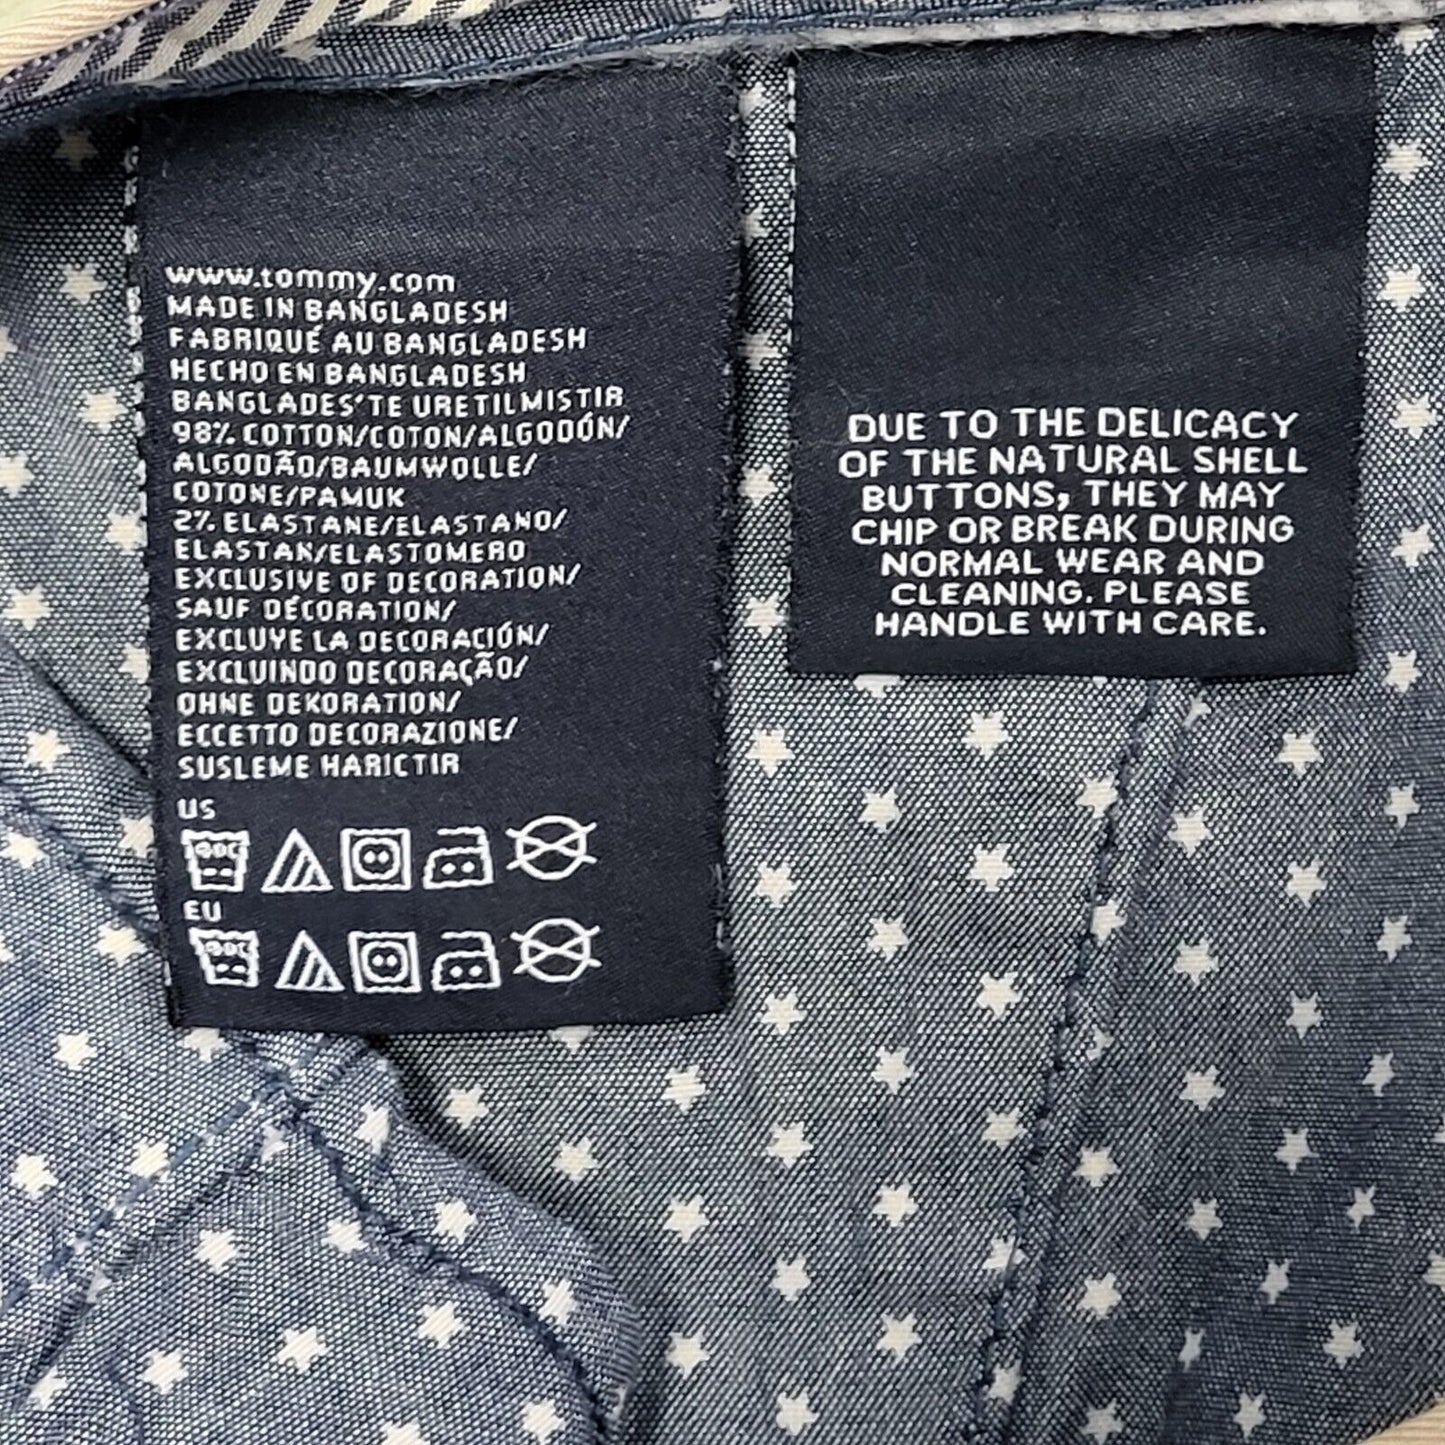 www.tommy.com
MADE IN BANGLADESH
FABRIQUÉ AU BANGLADESH
HECHO EN BANGLADESH
BANGLADES'TE URETILMISTIR
98% COTTON/COTON/ALGODÓN/
ALGODÃO/BAUMWOLLE/
COTONE/PAMUK
2% ELASTANE/ELASTANO/
ELASTAN/ELASTOMERO
EXCLUSIVE OF DECORATION/
SAUF DÉCORATION/
EXCLUYE LA DECORACIÓN/
EXCLUINDO DECORAÇÃO/
OHNE DEKORATION/
ECCETTO DECORAZIONE/
SUSLEME HARICTIR
US
EU
DUE TO THE DELICACY
OF THE NATURAL SHELL
BUTTONS, THEY MAY
CHIP OR BREAK DURING
NORMAL WEAR AND
CLEANING. PLEASE
HANDLE WITH CARE.